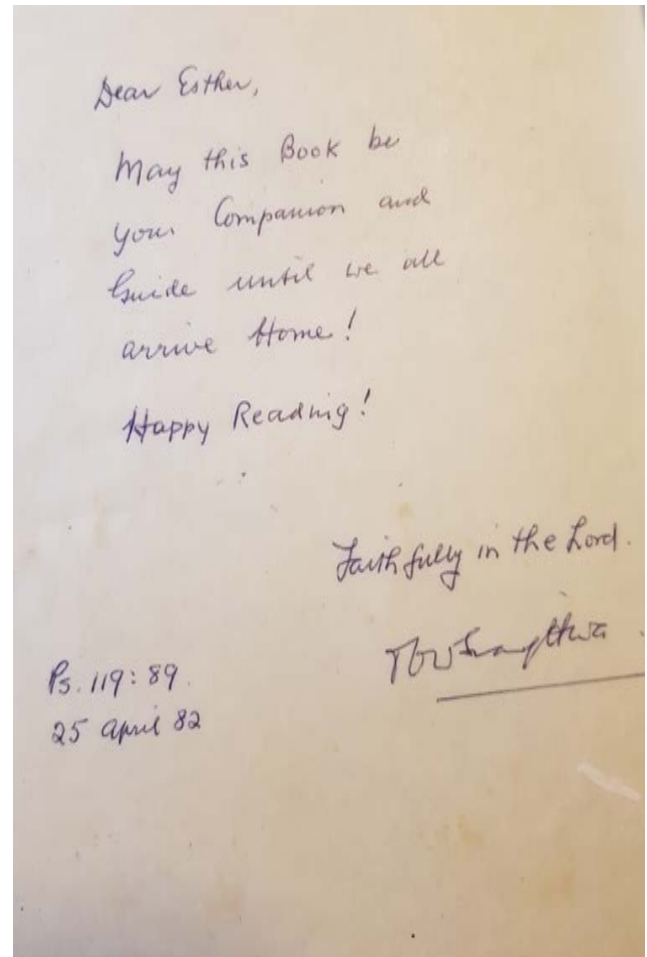 Dear Esther,
May this Book be
your Companion and
Guide until we all
arrive Home!
Happy Reading!
Faithfully in the Lord.
Ps. 119:89.
25 April 82